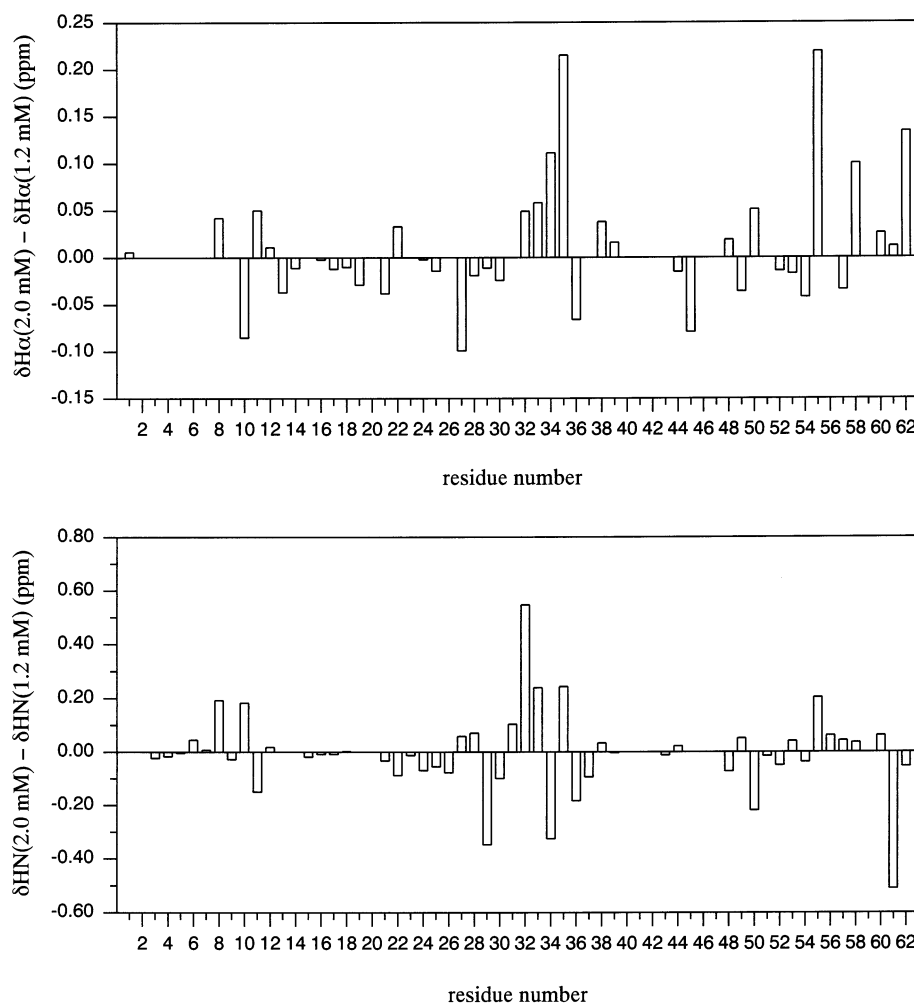 δHα(2.0 mM) – δHα(1.2 mM) (ppm)
0.25
0.20
0.15
0.10
0.05
0.00
-0.05
-0.10
-0.15
2 4 6 8 10 12 14 16 18 20 22 24 26 28 30 32 34 36 38 40 42 44 46 48 50 52 54 56 58 60 62
residue number
δHN(2.0 mM) – δHN(1.2 mM) (ppm)
0.80
0.60
0.40
0.20
0.00
-0.20
-0.40
-0.60
2 4 6 8 10 12 14 16 18 20 22 24 26 28 30 32 34 36 38 40 42 44 46 48 50 52 54 56 58 60 62
residue number